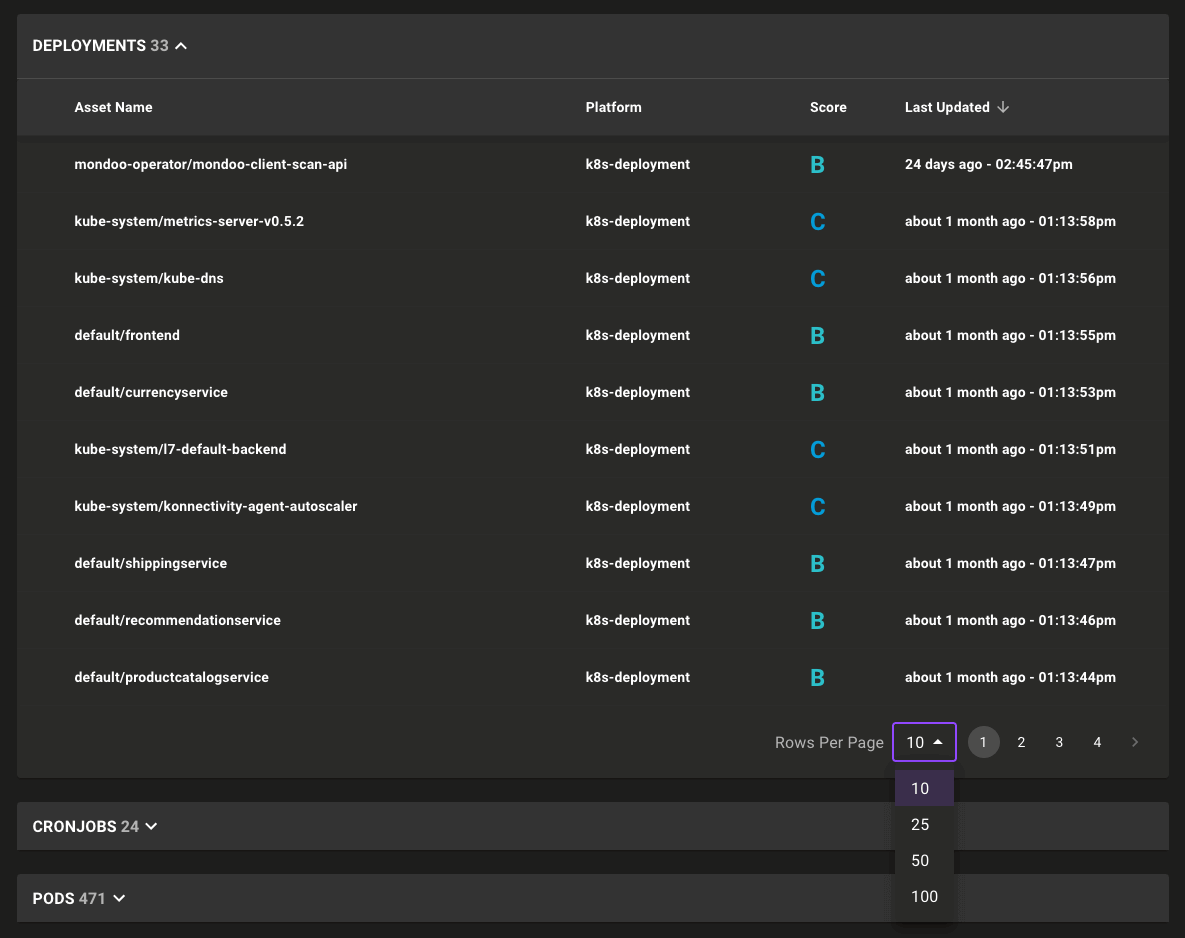 DEPLOYMENTS 33
Asset Name Platform Score Last Updated
mondoo-operator/mondoo-client-scan-api k8s-deployment B 24 days ago - 02:45:47pm
kube-system/metrics-server-v0.5.2 k8s-deployment C about 1 month ago - 01:13:58pm
kube-system/kube-dns k8s-deployment C about 1 month ago - 01:13:56pm
default/frontend k8s-deployment B about 1 month ago - 01:13:55pm
default/currencyservice k8s-deployment B about 1 month ago - 01:13:53pm
kube-system/l7-default-backend k8s-deployment C about 1 month ago - 01:13:51pm
kube-system/konnectivity-agent-autoscaler k8s-deployment C about 1 month ago - 01:13:49pm
default/shippingservice k8s-deployment B about 1 month ago - 01:13:47pm
default/recommendationservice k8s-deployment B about 1 month ago - 01:13:46pm
default/productcatalogservice k8s-deployment B about 1 month ago - 01:13:44pm
Rows Per Page 10 1 2 3 4
10
25
50
100
CRONJOBS 24
PODS 471